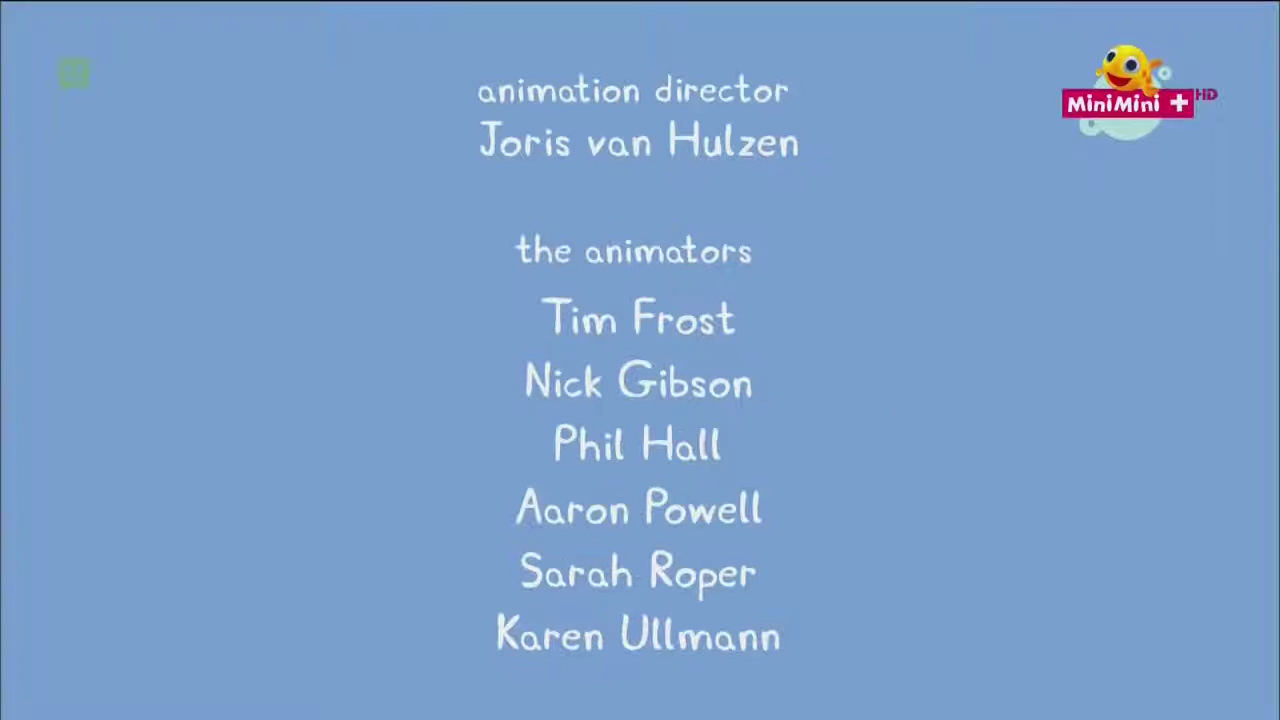 animation director
Joris van Hulzen
the animators
Tim Frost
Nick Gibson
Phil Hall
Aaron Powell
Sarah Roper
Karen Ullmann
MiniMini +
HD